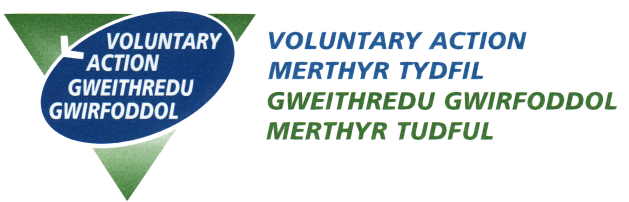 VOLUNTARY
ACTION
GWEITHREDU
GWIRFODDOL
VOLUNTARY ACTION
MERTHYR TYDFIL
GWEITHREDU GWIRFODDOL
MERTHYR TUDFUL